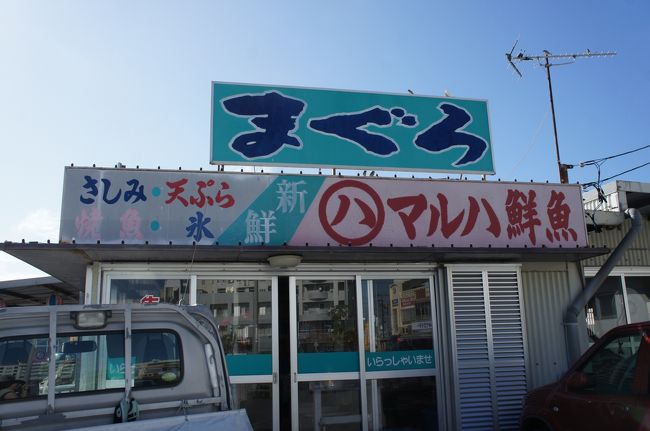 まぐろ
さしみ・天ぷら
焼魚・氷
新鮮
ハ マルハ鮮魚
いらっしゃいませ